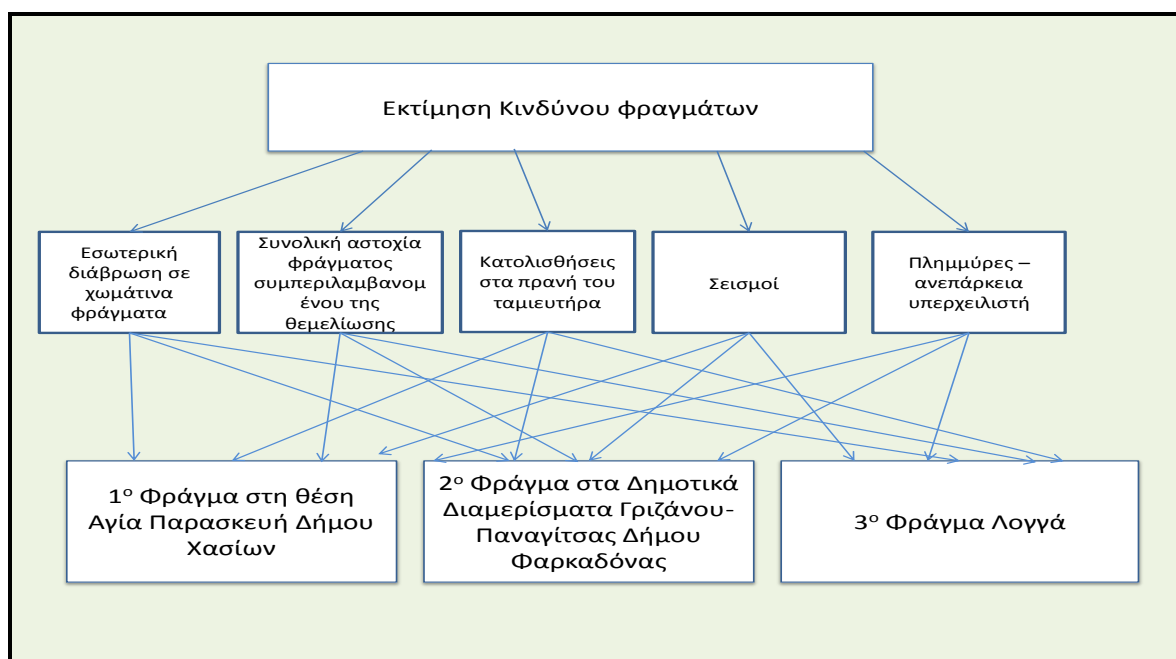 Εκτίμηση Κινδύνου φραγμάτων
Εσωτερική
διάβρωση σε
χωμάτινα
φράγματα
Συνολική αστοχία
φράγματος
συμπεριλαμβανομ
ένου της
θεμελίωσης
Κατολισθήσεις
στα πρανή του
ταμιευτήρα
Σεισμοί
Πλημμύρες –
ανεπάρκεια
υπερχειλιστή
1ο Φράγμα στη θέση
Αγία Παρασκευή Δήμου
Χασίων
2ο Φράγμα στα Δημοτικά
Διαμερίσματα Γριζάνου-
Παναγίτσας Δήμου
Φαρκαδόνας
3ο Φράγμα Λογγά